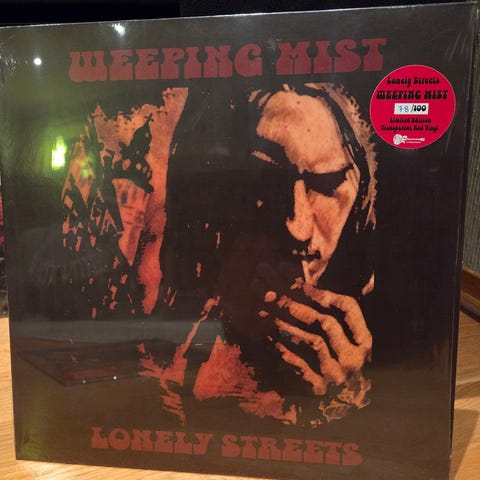 WEEPING MIST
Lonely Streets
WEEPING MIST
78/100
Limited Edition
Transparent Red Vinyl
LONELY STREETS